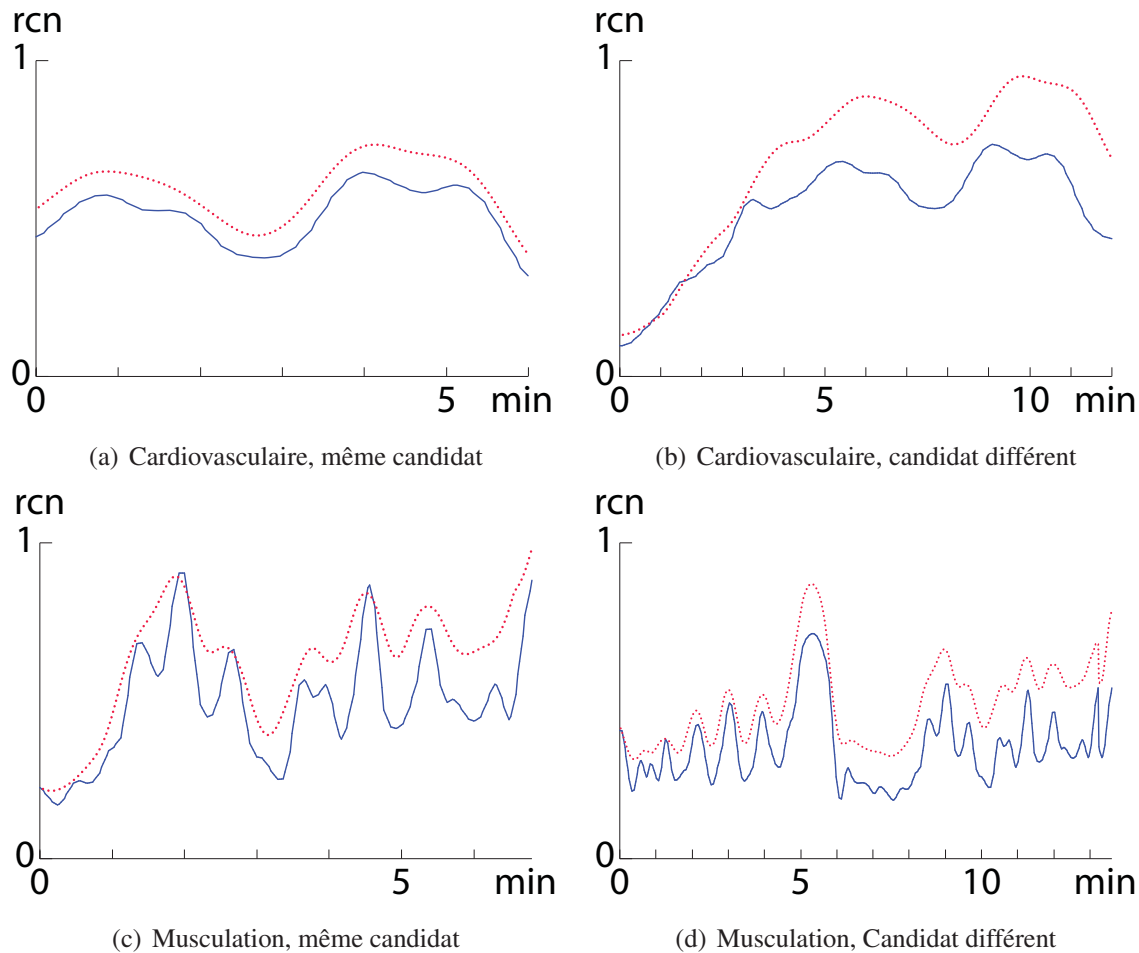 rcn
1
0
0 5 min
(a) Cardiovasculaire, même candidat
rcn
1
0
0 5 10 min
(b) Cardiovasculaire, candidat différent
rcn
1
0
0 5 min
(c) Musculation, même candidat
rcn
1
0
0 5 10 min
(d) Musculation, Candidat différent